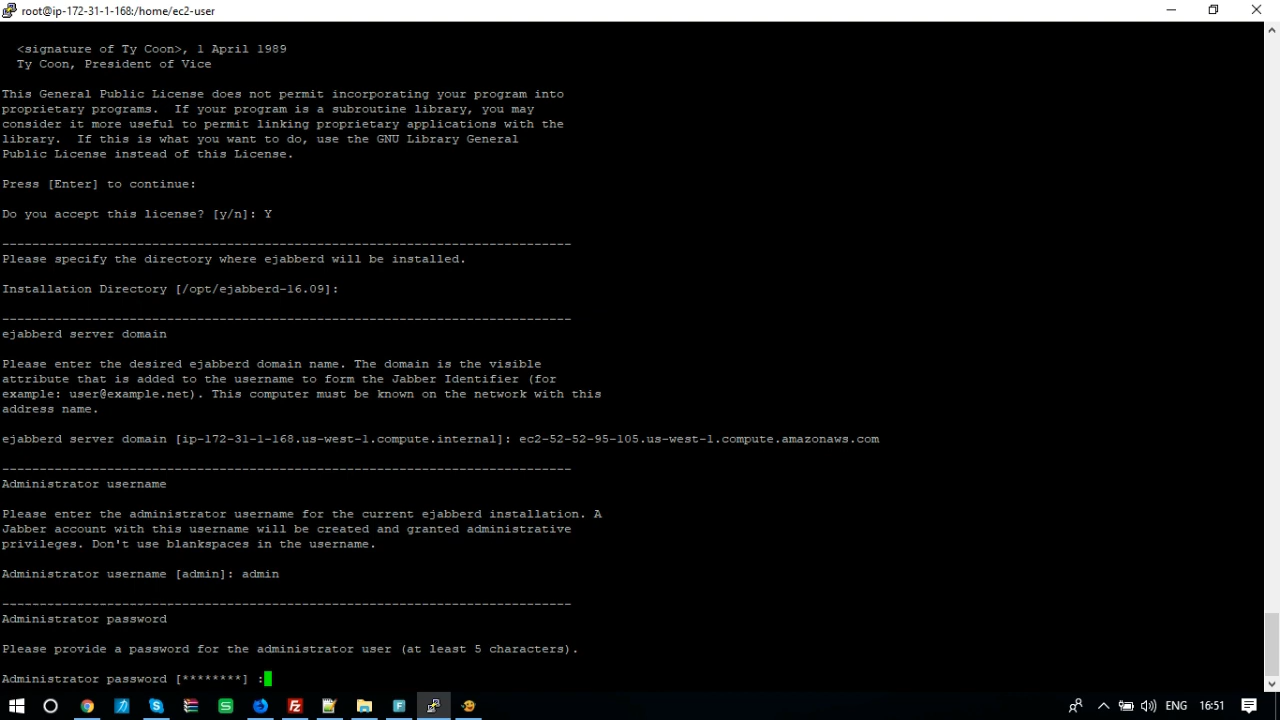 root@ip-172-31-1-168:/home/ec2-user
<signature of Ty Coon>, 1 April 1989
Ty Coon, President of Vice
This General Public License does not permit incorporating your program into
proprietary programs.  If your program is a subroutine library, you may
consider it more useful to permit linking proprietary applications with the
library.  If this is what you want to do, use the GNU Library General
Public License instead of this License.
Press [Enter] to continue:
Do you accept this license? [y/n]: Y
----------------------------------------------------------------------------
Please specify the directory where ejabberd will be installed.
Installation Directory [/opt/ejabberd-16.09]:
----------------------------------------------------------------------------
ejabberd server domain
Please enter the desired ejabberd domain name. The domain is the visible
attribute that is added to the username to form the Jabber Identifier (for
example: user@example.net). This computer must be known on the network with this
address name.
ejabberd server domain [ip-172-31-1-168.us-west-1.compute.internal]: ec2-52-52-95-105.us-west-1.compute.amazonaws.com
----------------------------------------------------------------------------
Administrator username
Please enter the administrator username for the current ejabberd installation. A
Jabber account with this username will be created and granted administrative
privileges. Don't use blankspaces in the username.
Administrator username [admin]: admin
----------------------------------------------------------------------------
Administrator password
Please provide a password for the administrator user (at least 5 characters).
Administrator password [********] :
ENG 16:51